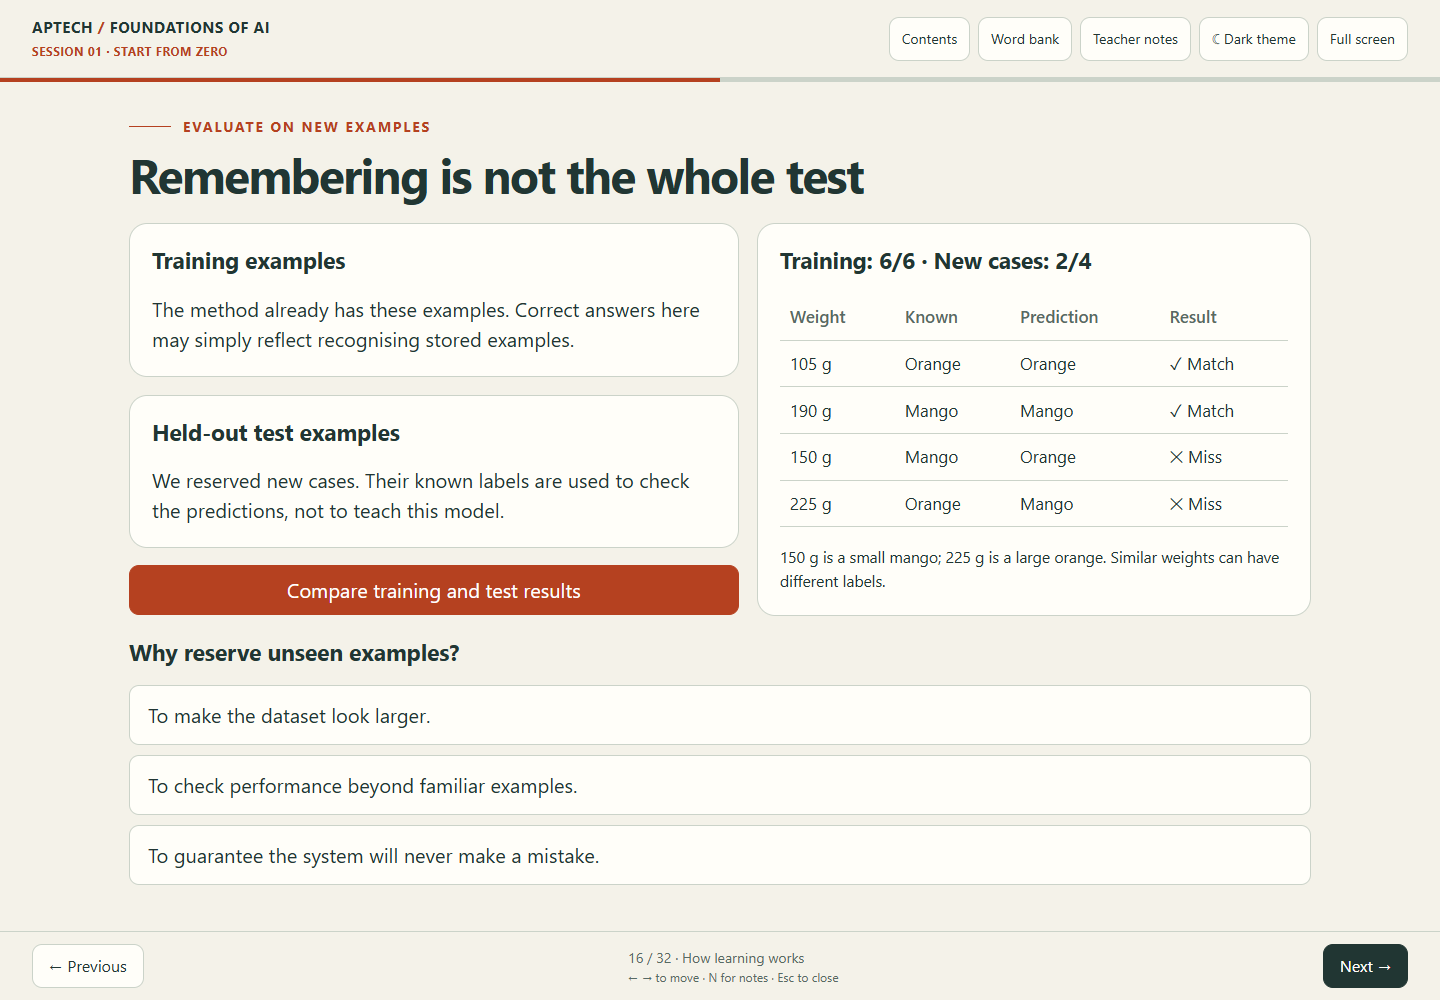 APTECH / FOUNDATIONS OF AI
SESSION 01 · START FROM ZERO
Contents
Word bank
Teacher notes
☾ Dark theme
Full screen
EVALUATE ON NEW EXAMPLES
Remembering is not the whole test
Training examples
The method already has these examples. Correct answers here
may simply reflect recognising stored examples.
Held-out test examples
We reserved new cases. Their known labels are used to check
the predictions, not to teach this model.
Compare training and test results
Training: 6/6 · New cases: 2/4
Weight Known Prediction Result
105 g Orange Orange ✓ Match
190 g Mango Mango ✓ Match
150 g Mango Orange ✕ Miss
225 g Orange Mango ✕ Miss
150 g is a small mango; 225 g is a large orange. Similar weights can have
different labels.
Why reserve unseen examples?
To make the dataset look larger.
To check performance beyond familiar examples.
To guarantee the system will never make a mistake.
← Previous
16 / 32 · How learning works
← → to move · N for notes · Esc to close
Next →